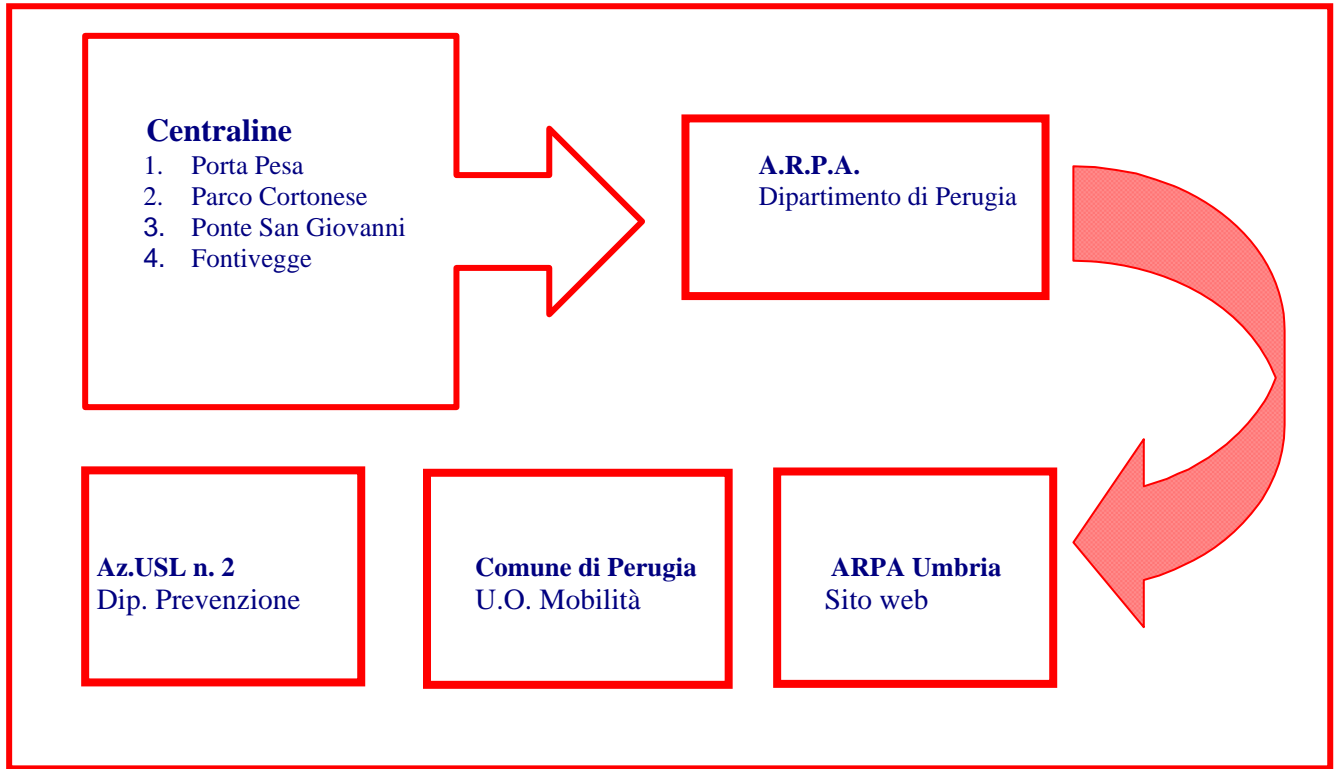 Centraline
1. Porta Pesa
2. Parco Cortonese
3. Ponte San Giovanni
4. Fontivegge
A.R.P.A.
Dipartimento di Perugia
Az.USL n. 2
Dip. Prevenzione
Comune di Perugia
U.O. Mobilità
ARPA Umbria
Sito web